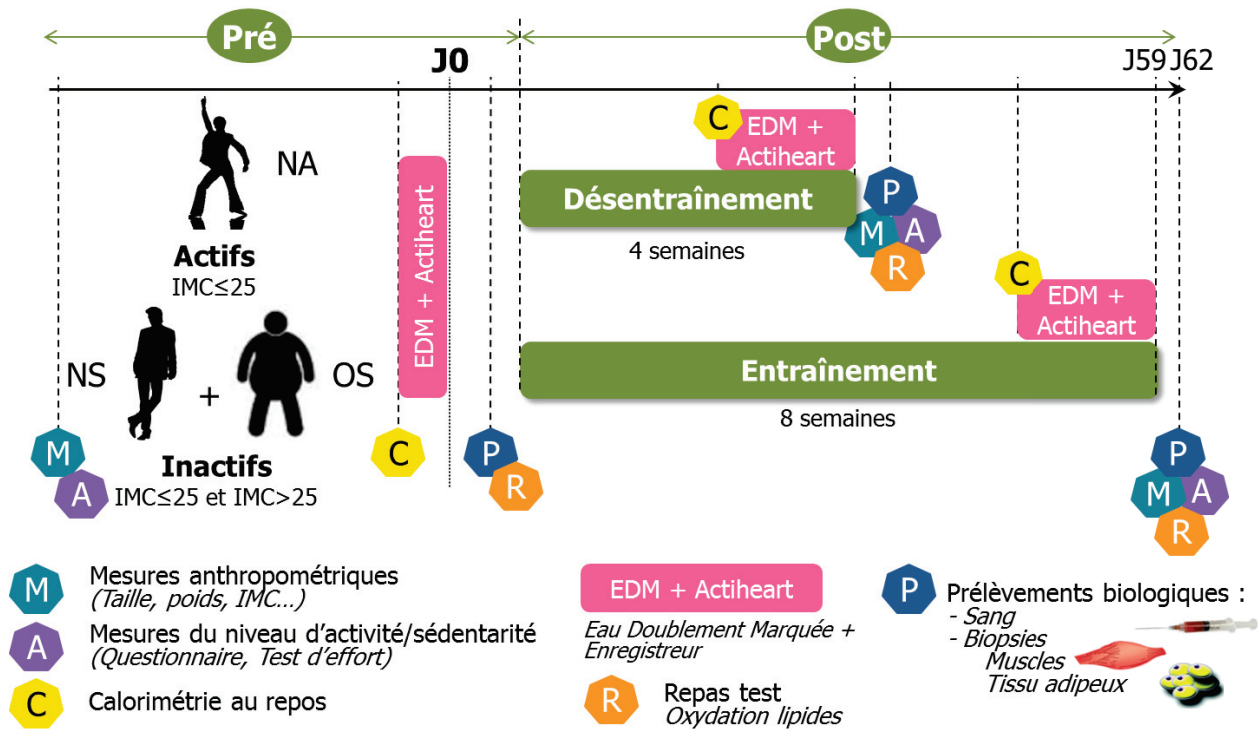 Pré
Post
J0
J59 J62
NA
Actifs
IMC≤25
NS
+
OS
Inactifs
IMC≤25 et IMC>25
M
A
C
EDM + Actiheart
P
R
C
EDM +
Actiheart
Désentraînement
4 semaines
P
M
A
R
C
EDM +
Actiheart
Entraînement
8 semaines
P
M
A
R
M
Mesures anthropométriques
(Taille, poids, IMC...)
A
Mesures du niveau d'activité/sédentarité
(Questionnaire, Test d'effort)
C
Calorimétrie au repos
EDM + Actiheart
Eau Doublement Marquée +
Enregistreur
R
Repas test
Oxydation lipides
P
Prélèvements biologiques :
- Sang
- Biopsies
Muscles
Tissu adipeux